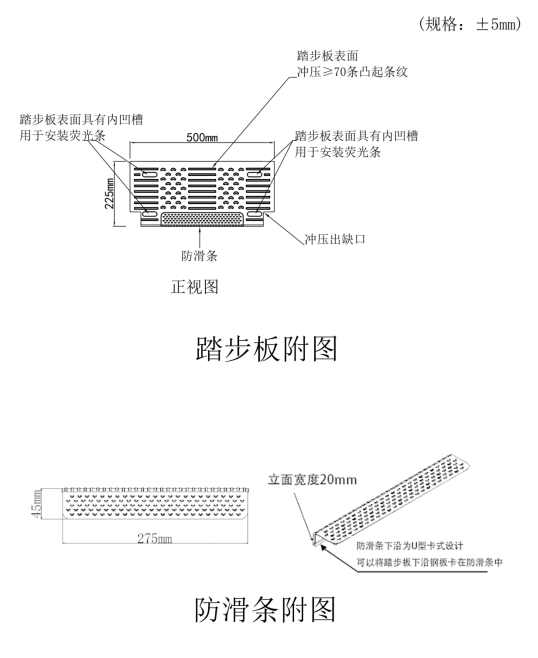 (规格：±5mm)
踏步板表面
冲压≥70条凸起条纹
踏步板表面具有内凹槽
用于安装荧光条
500mm
踏步板表面具有内凹槽
用于安装荧光条
225mm
冲压出缺口
防滑条
正视图
踏步板附图
立面宽度20mm
45mm
275mm
防滑条下沿为U型卡式设计
可以将踏步板下沿钢板卡在防滑条中
防滑条附图